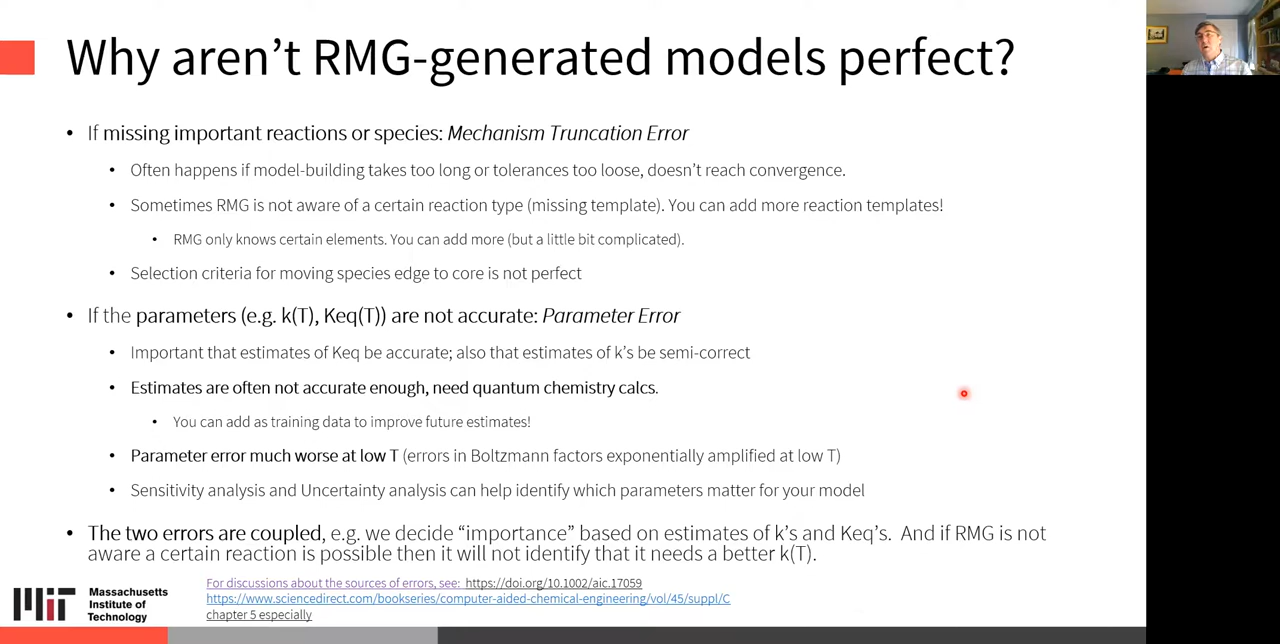 Why aren't RMG-generated models perfect?
• If missing important reactions or species: Mechanism Truncation Error
• Often happens if model-building takes too long or tolerances too loose, doesn't reach convergence.
• Sometimes RMG is not aware of a certain reaction type (missing template). You can add more reaction templates!
• RMG only knows certain elements. You can add more (but a little bit complicated).
• Selection criteria for moving species edge to core is not perfect
• If the parameters (e.g. k(T), Keq(T)) are not accurate: Parameter Error
• Important that estimates of Keq be accurate; also that estimates of k's be semi-correct
• Estimates are often not accurate enough, need quantum chemistry calcs.
• You can add as training data to improve future estimates!
• Parameter error much worse at low T (errors in Boltzmann factors exponentially amplified at low T)
• Sensitivity analysis and Uncertainty analysis can help identify which parameters matter for your model
• The two errors are coupled, e.g. we decide “importance” based on estimates of k's and Keq's. And if RMG is not
aware a certain reaction is possible then it will not identify that it needs a better k(T).
For discussions about the sources of errors, see: https://doi.org/10.1002/aic.17059
https://www.sciencedirect.com/bookseries/computer-aided-chemical-engineering/vol/45/suppl/C
chapter 5 especially
MIT
Massachusetts
Institute of
Technology